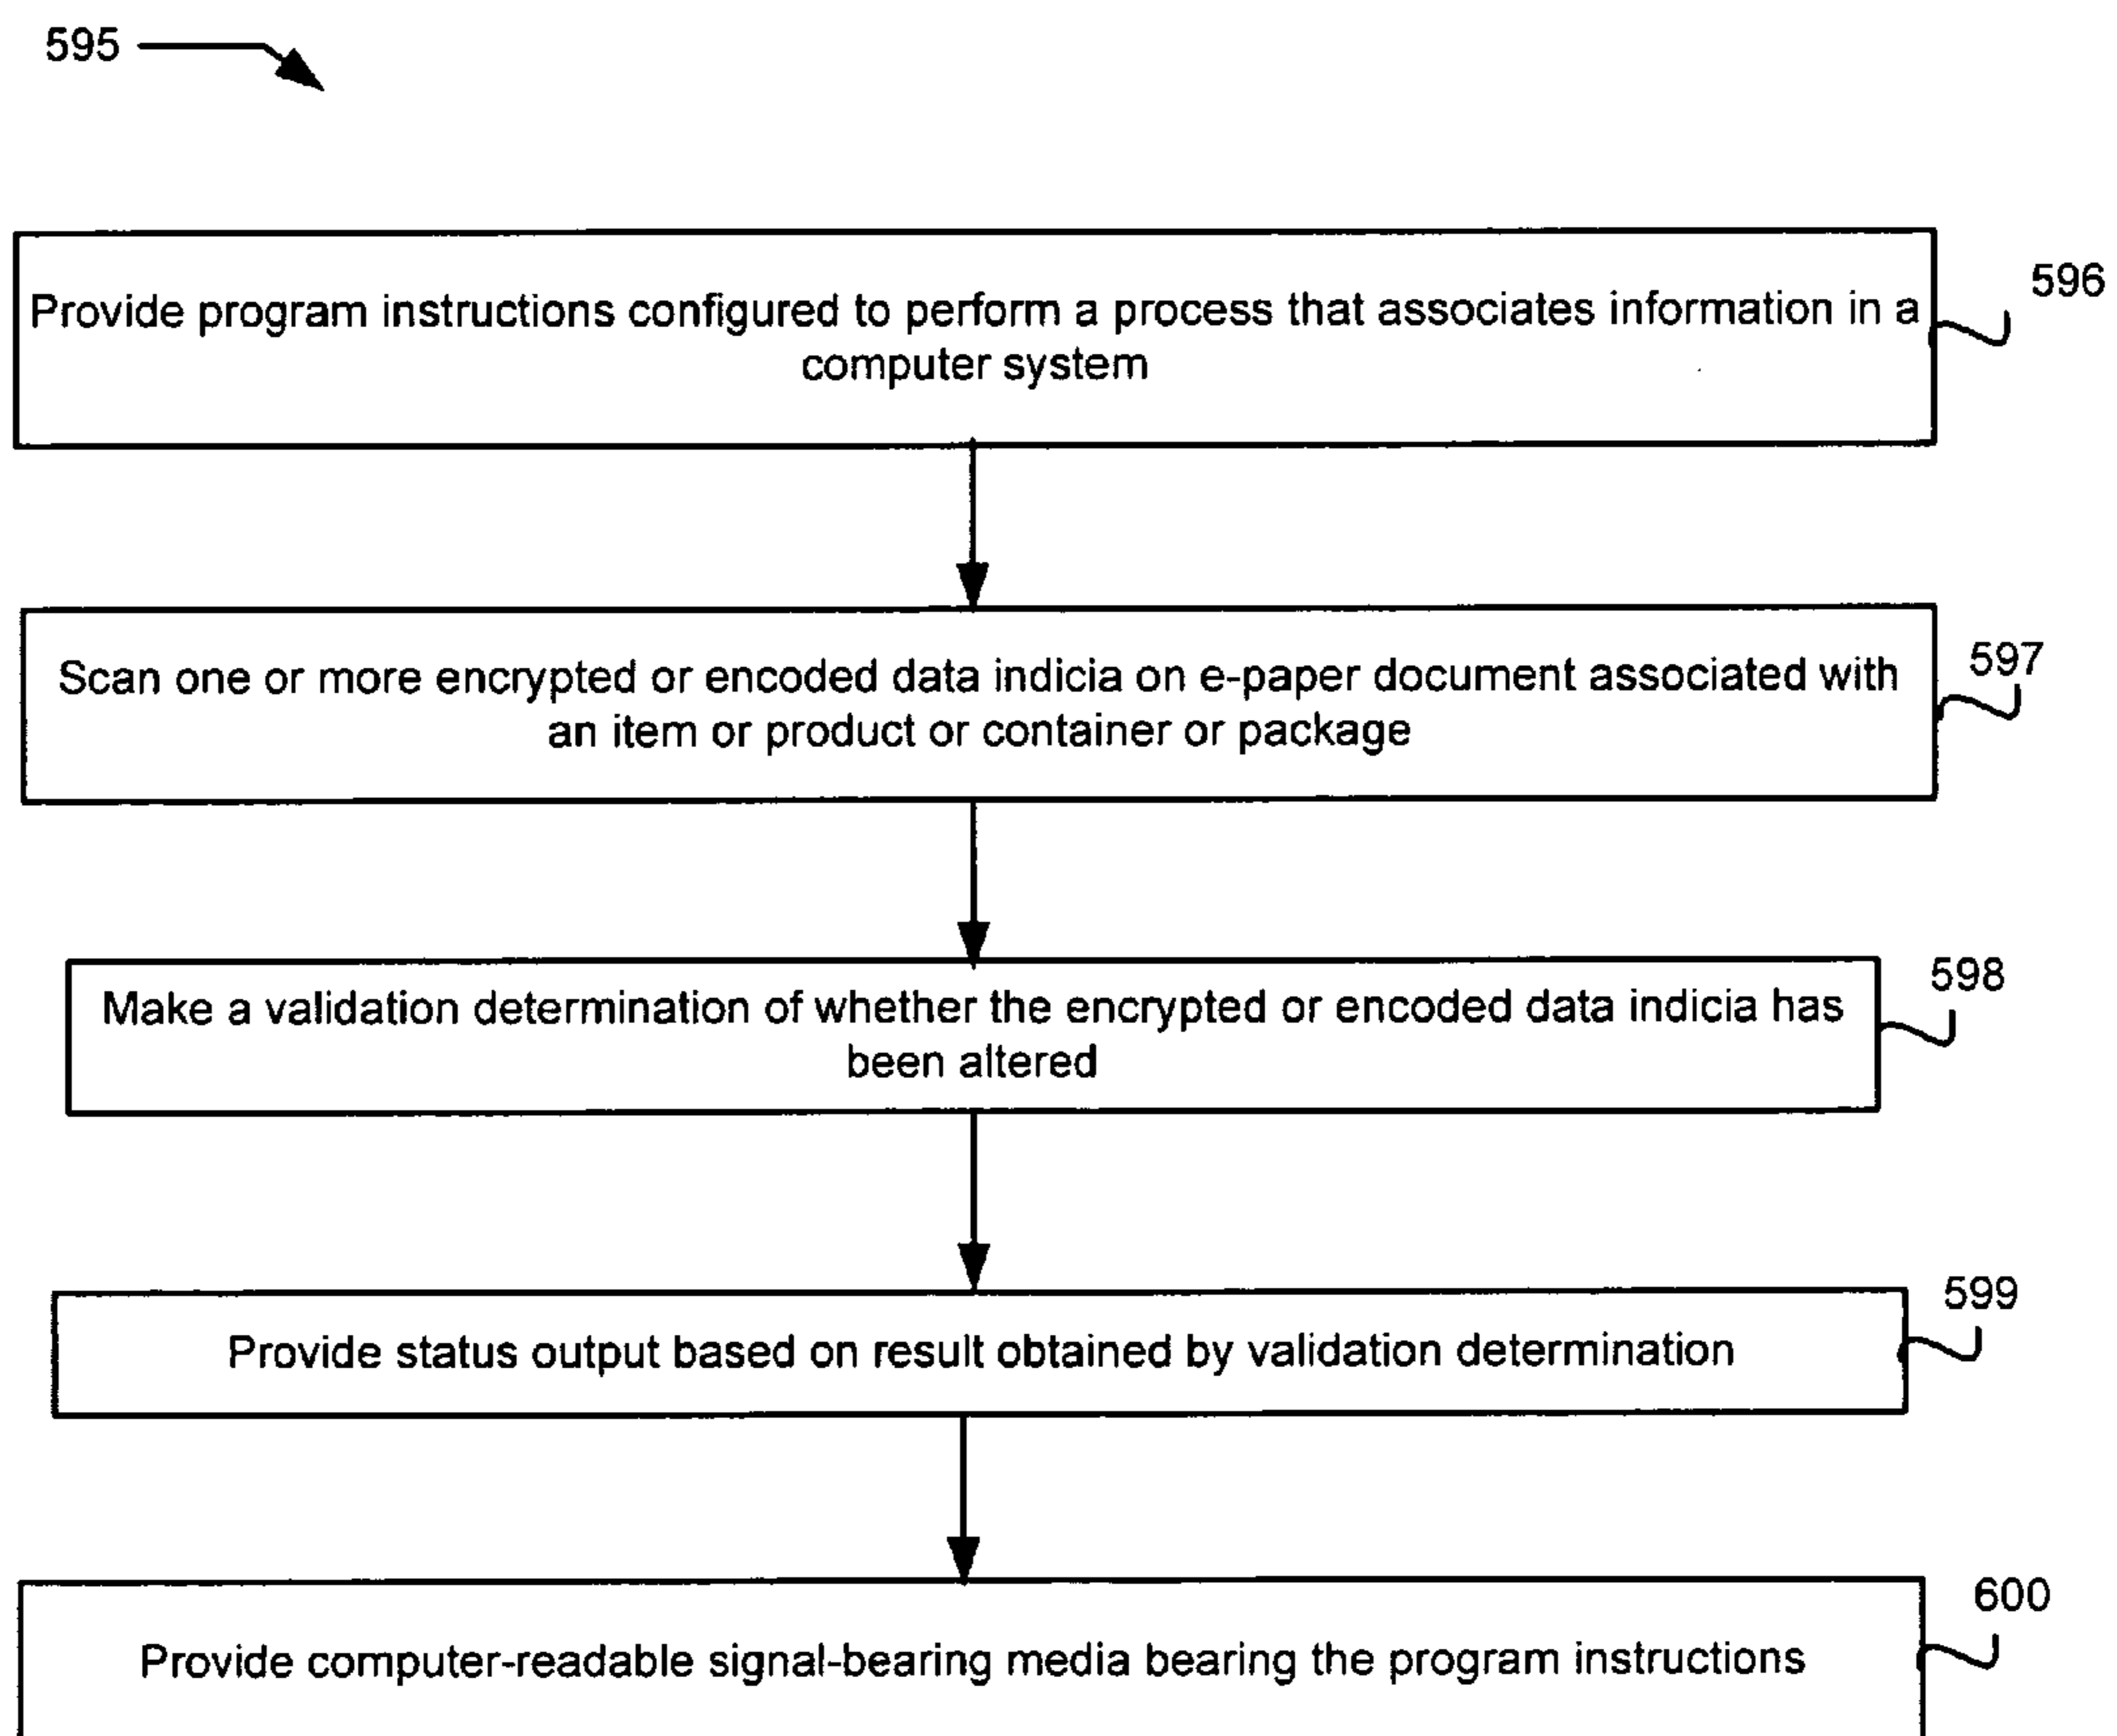 595
Provide program instructions configured to perform a process that associates information in a
computer system
596
Scan one or more encrypted or encoded data indicia on e-paper document associated with
an item or product or container or package
597
Make a validation determination of whether the encrypted or encoded data indicia has
been altered
598
Provide status output based on result obtained by validation determination
599
Provide computer-readable signal-bearing media bearing the program instructions
600